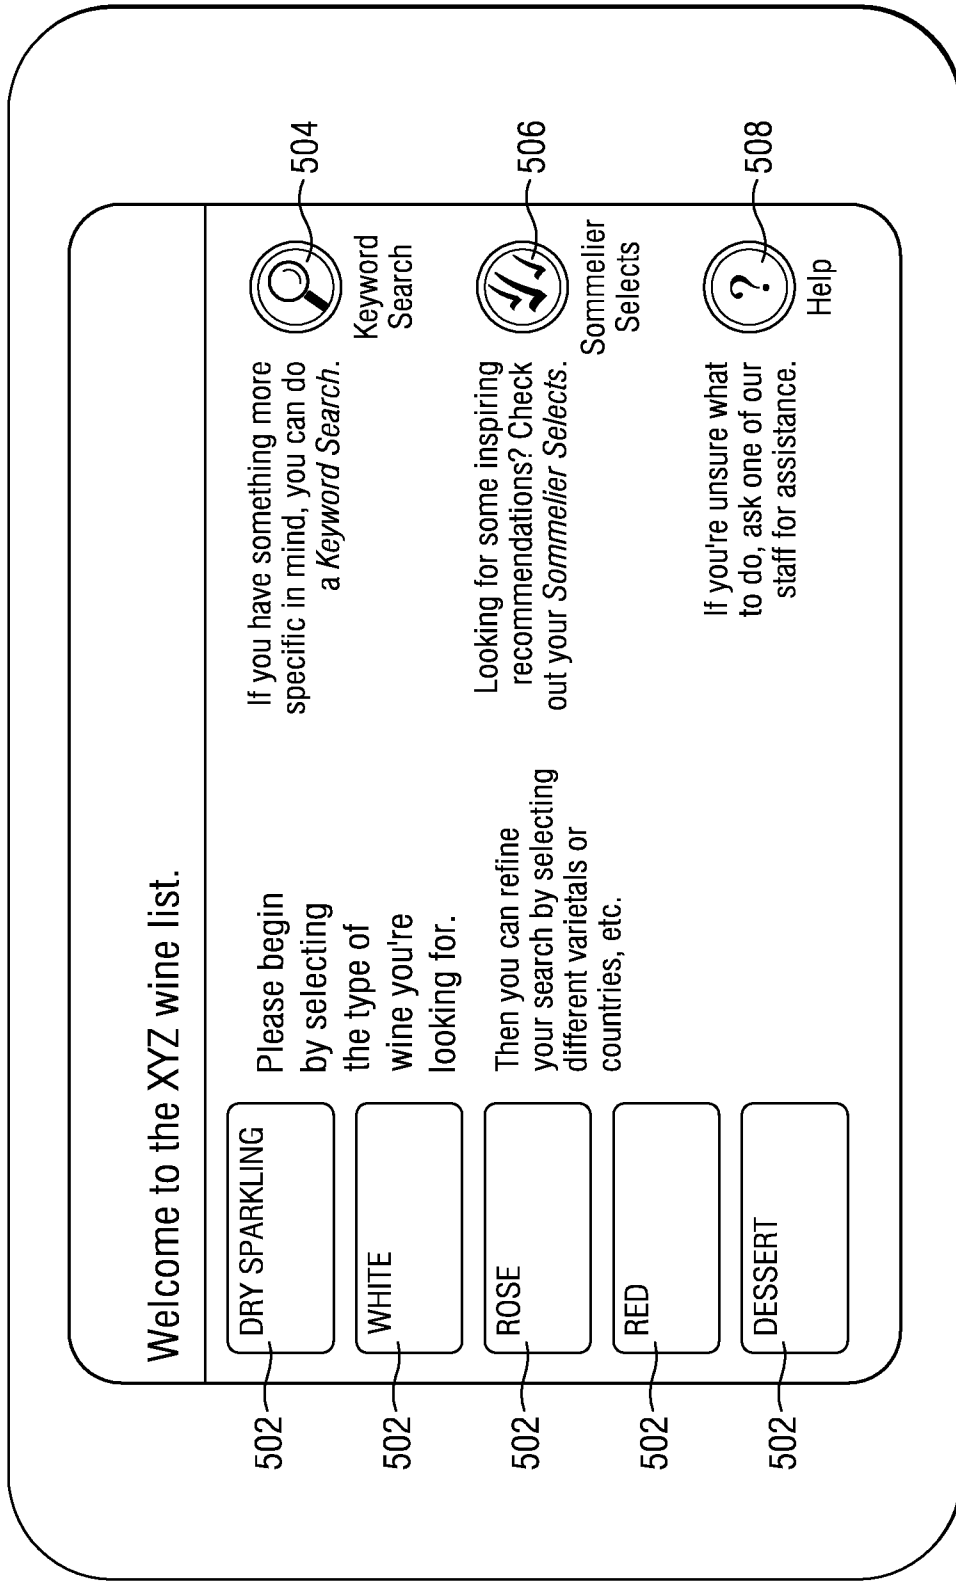 Welcome to the XYZ wine list.
502
DRY SPARKLING
502
WHITE
502
ROSE
502
RED
502
DESSERT
Please begin
by selecting
the type of
wine you're
looking for.
Then you can refine
your search by selecting
different varietals or
countries, etc.
If you have something more
specific in mind, you can do
a Keyword Search.
504
Keyword
Search
Looking for some inspiring
recommendations? Check
out your Sommelier Selects.
506
Sommelier
Selects
If you're unsure what
to do, ask one of our
staff for assistance.
?
508
Help